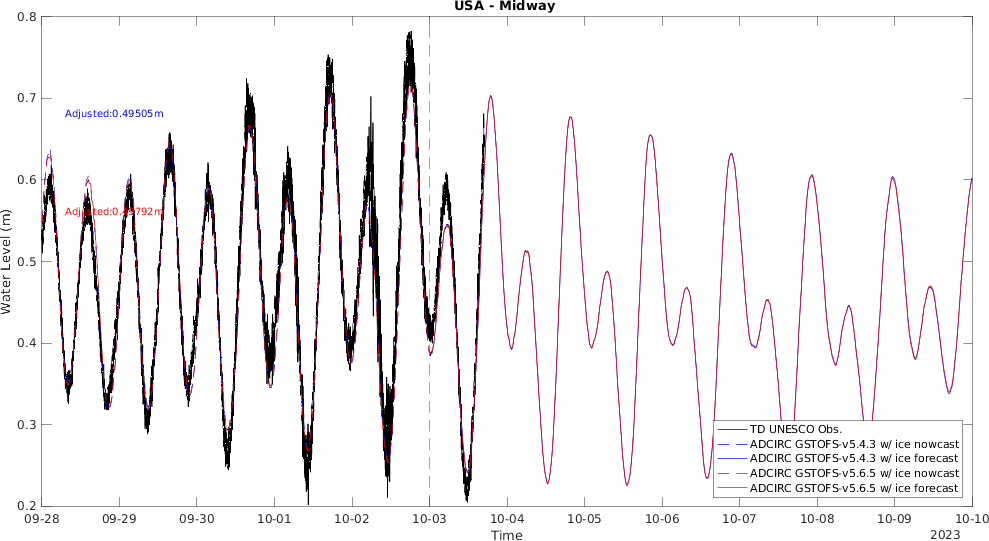 USA - Midway
0.8
0.7
0.6
0.5
0.4
0.3
0.2
Water Level (m)
Adjusted:0.49505m
TD UNESCO Obs.
ADCIRC GSTOFS-v5.4.3 w/ ice nowcast
ADCIRC GSTOFS-v5.4.3 w/ ice forecast
ADCIRC GSTOFS-v5.6.5 w/ ice nowcast
ADCIRC GSTOFS-v5.6.5 w/ ice forecast
09-28 09-29 09-30 10-01 10-02 10-03 10-04 10-05 10-06 10-07 10-08 10-09 10-10
Time
2023